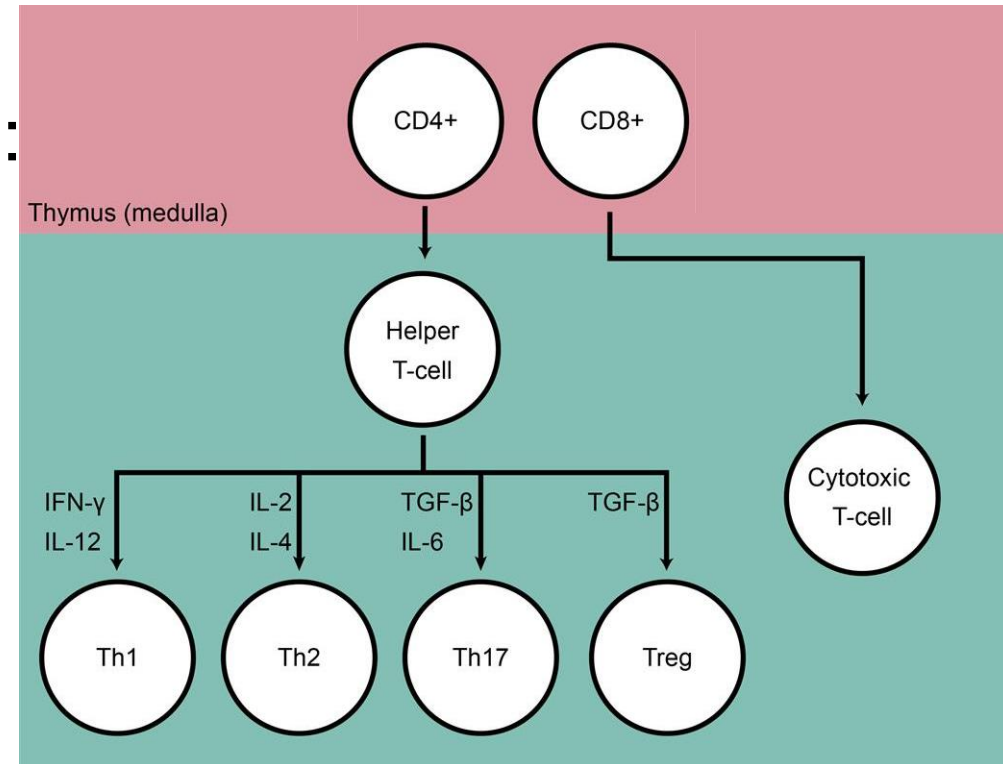 CD4+
CD8+
Thymus (medulla)
Helper
T-cell
IFN-γ
IL-12
IL-2
IL-4
TGF-β
IL-6
TGF-β
Cytotoxic
T-cell
Th1
Th2
Th17
Treg